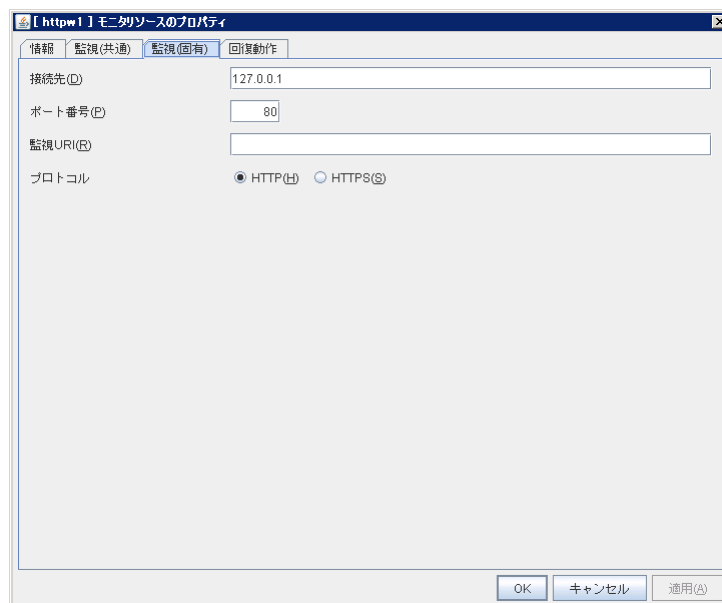 [ httpw1 ] モニタリソースのプロパティ
情報 監視(共通) 監視(固有) 回復動作
接続先(D) 127.0.0.1
ポート番号(P) 80
監視URI(R)
プロトコル HTTP(H) HTTPS(S)
OK キャンセル 適用(A)